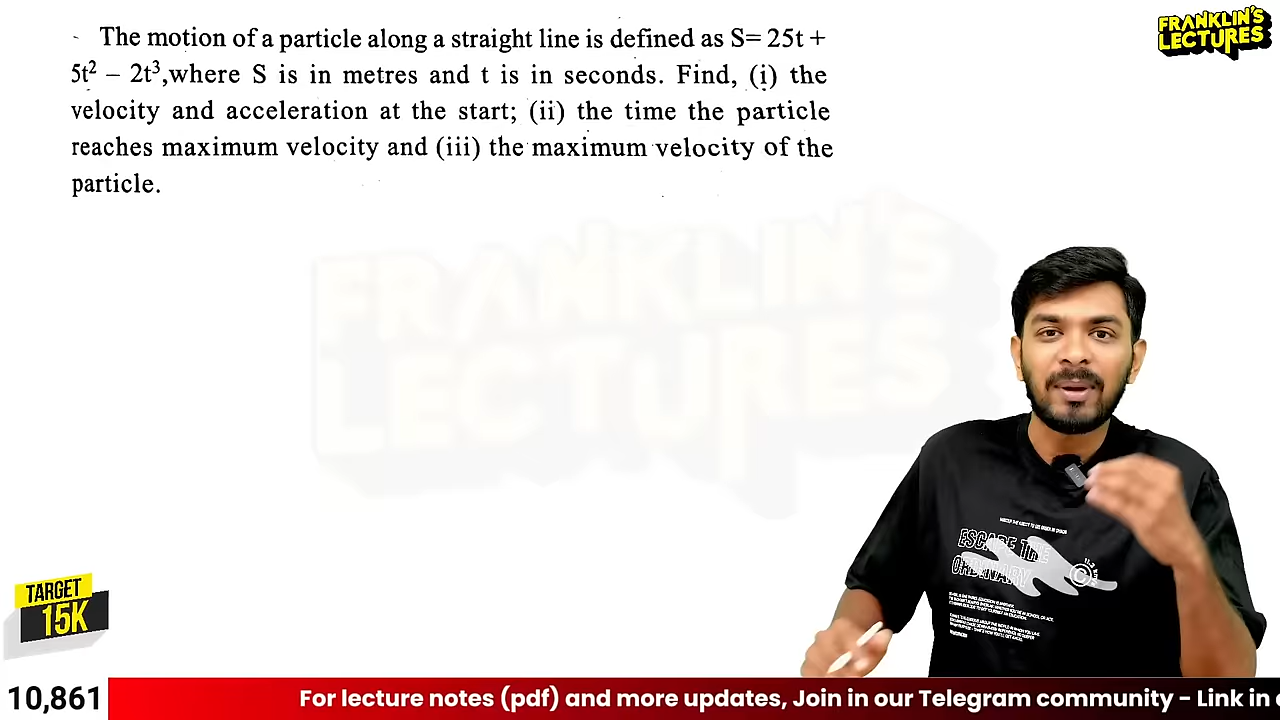 The motion of a particle along a straight line is defined as S= 25t +
5t² – 2t³,where S is in metres and t is in seconds. Find, (i) the
velocity and acceleration at the start; (ii) the time the particle
reaches maximum velocity and (iii) the maximum velocity of the
particle.
FRANKLIN'S
LECTURES
FRANKLIN'S
LECTURES
ESCAPE THE
ORDINARY
TARGET
15K
10,861
For lecture notes (pdf) and more updates, Join in our Telegram community – Link in